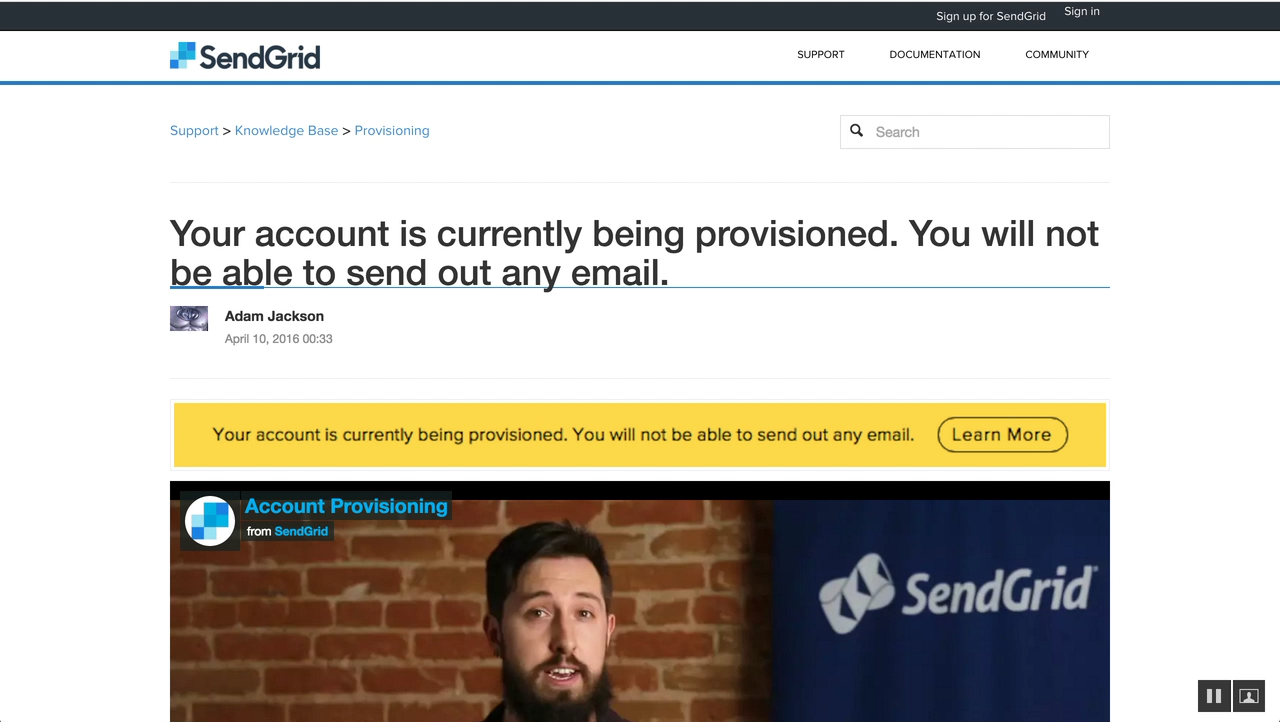 Sign up for SendGrid Sign in
SendGrid SUPPORT DOCUMENTATION COMMUNITY
Support > Knowledge Base > Provisioning Search
Your account is currently being provisioned. You will not
be able to send out any email.
Adam Jackson
April 10, 2016 00:33
Your account is currently being provisioned. You will not be able to send out any email. Learn More
Account Provisioning
from SendGrid
SendGrid